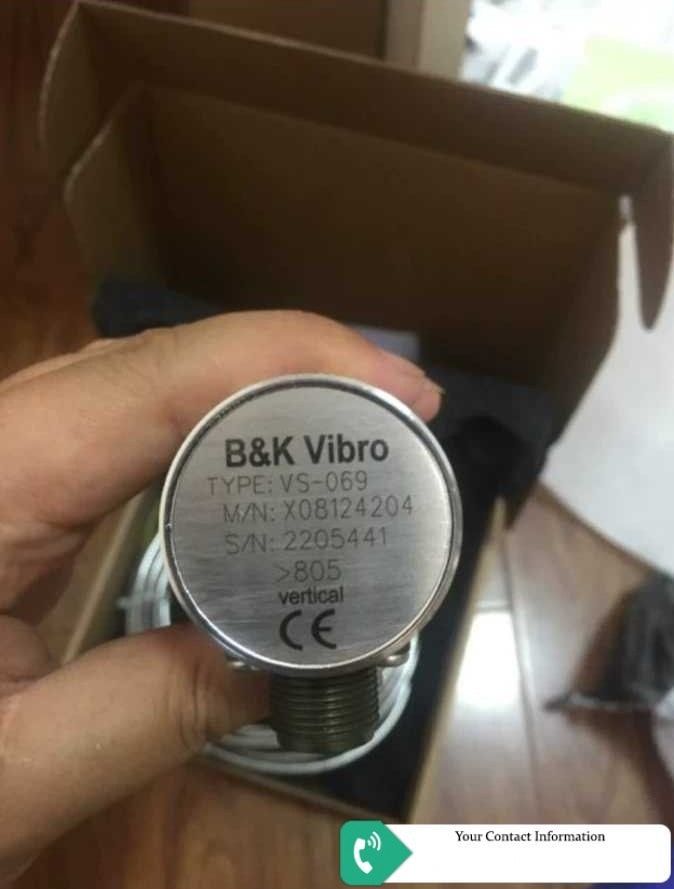 B&K Vibro
TYPE: VS-069
M/N: X08124204
S/N: 2205441
>805
vertical
CE
Your Contact Information